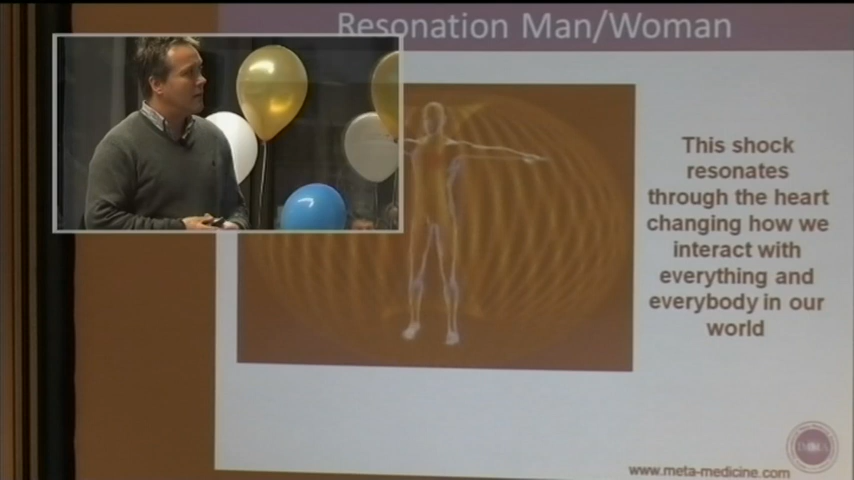 Resonation Man/Woman
This shock
resonates
through the heart
changing how we
interact with
everything and
everybody in our
world
IMMA
www.meta-medicine.com